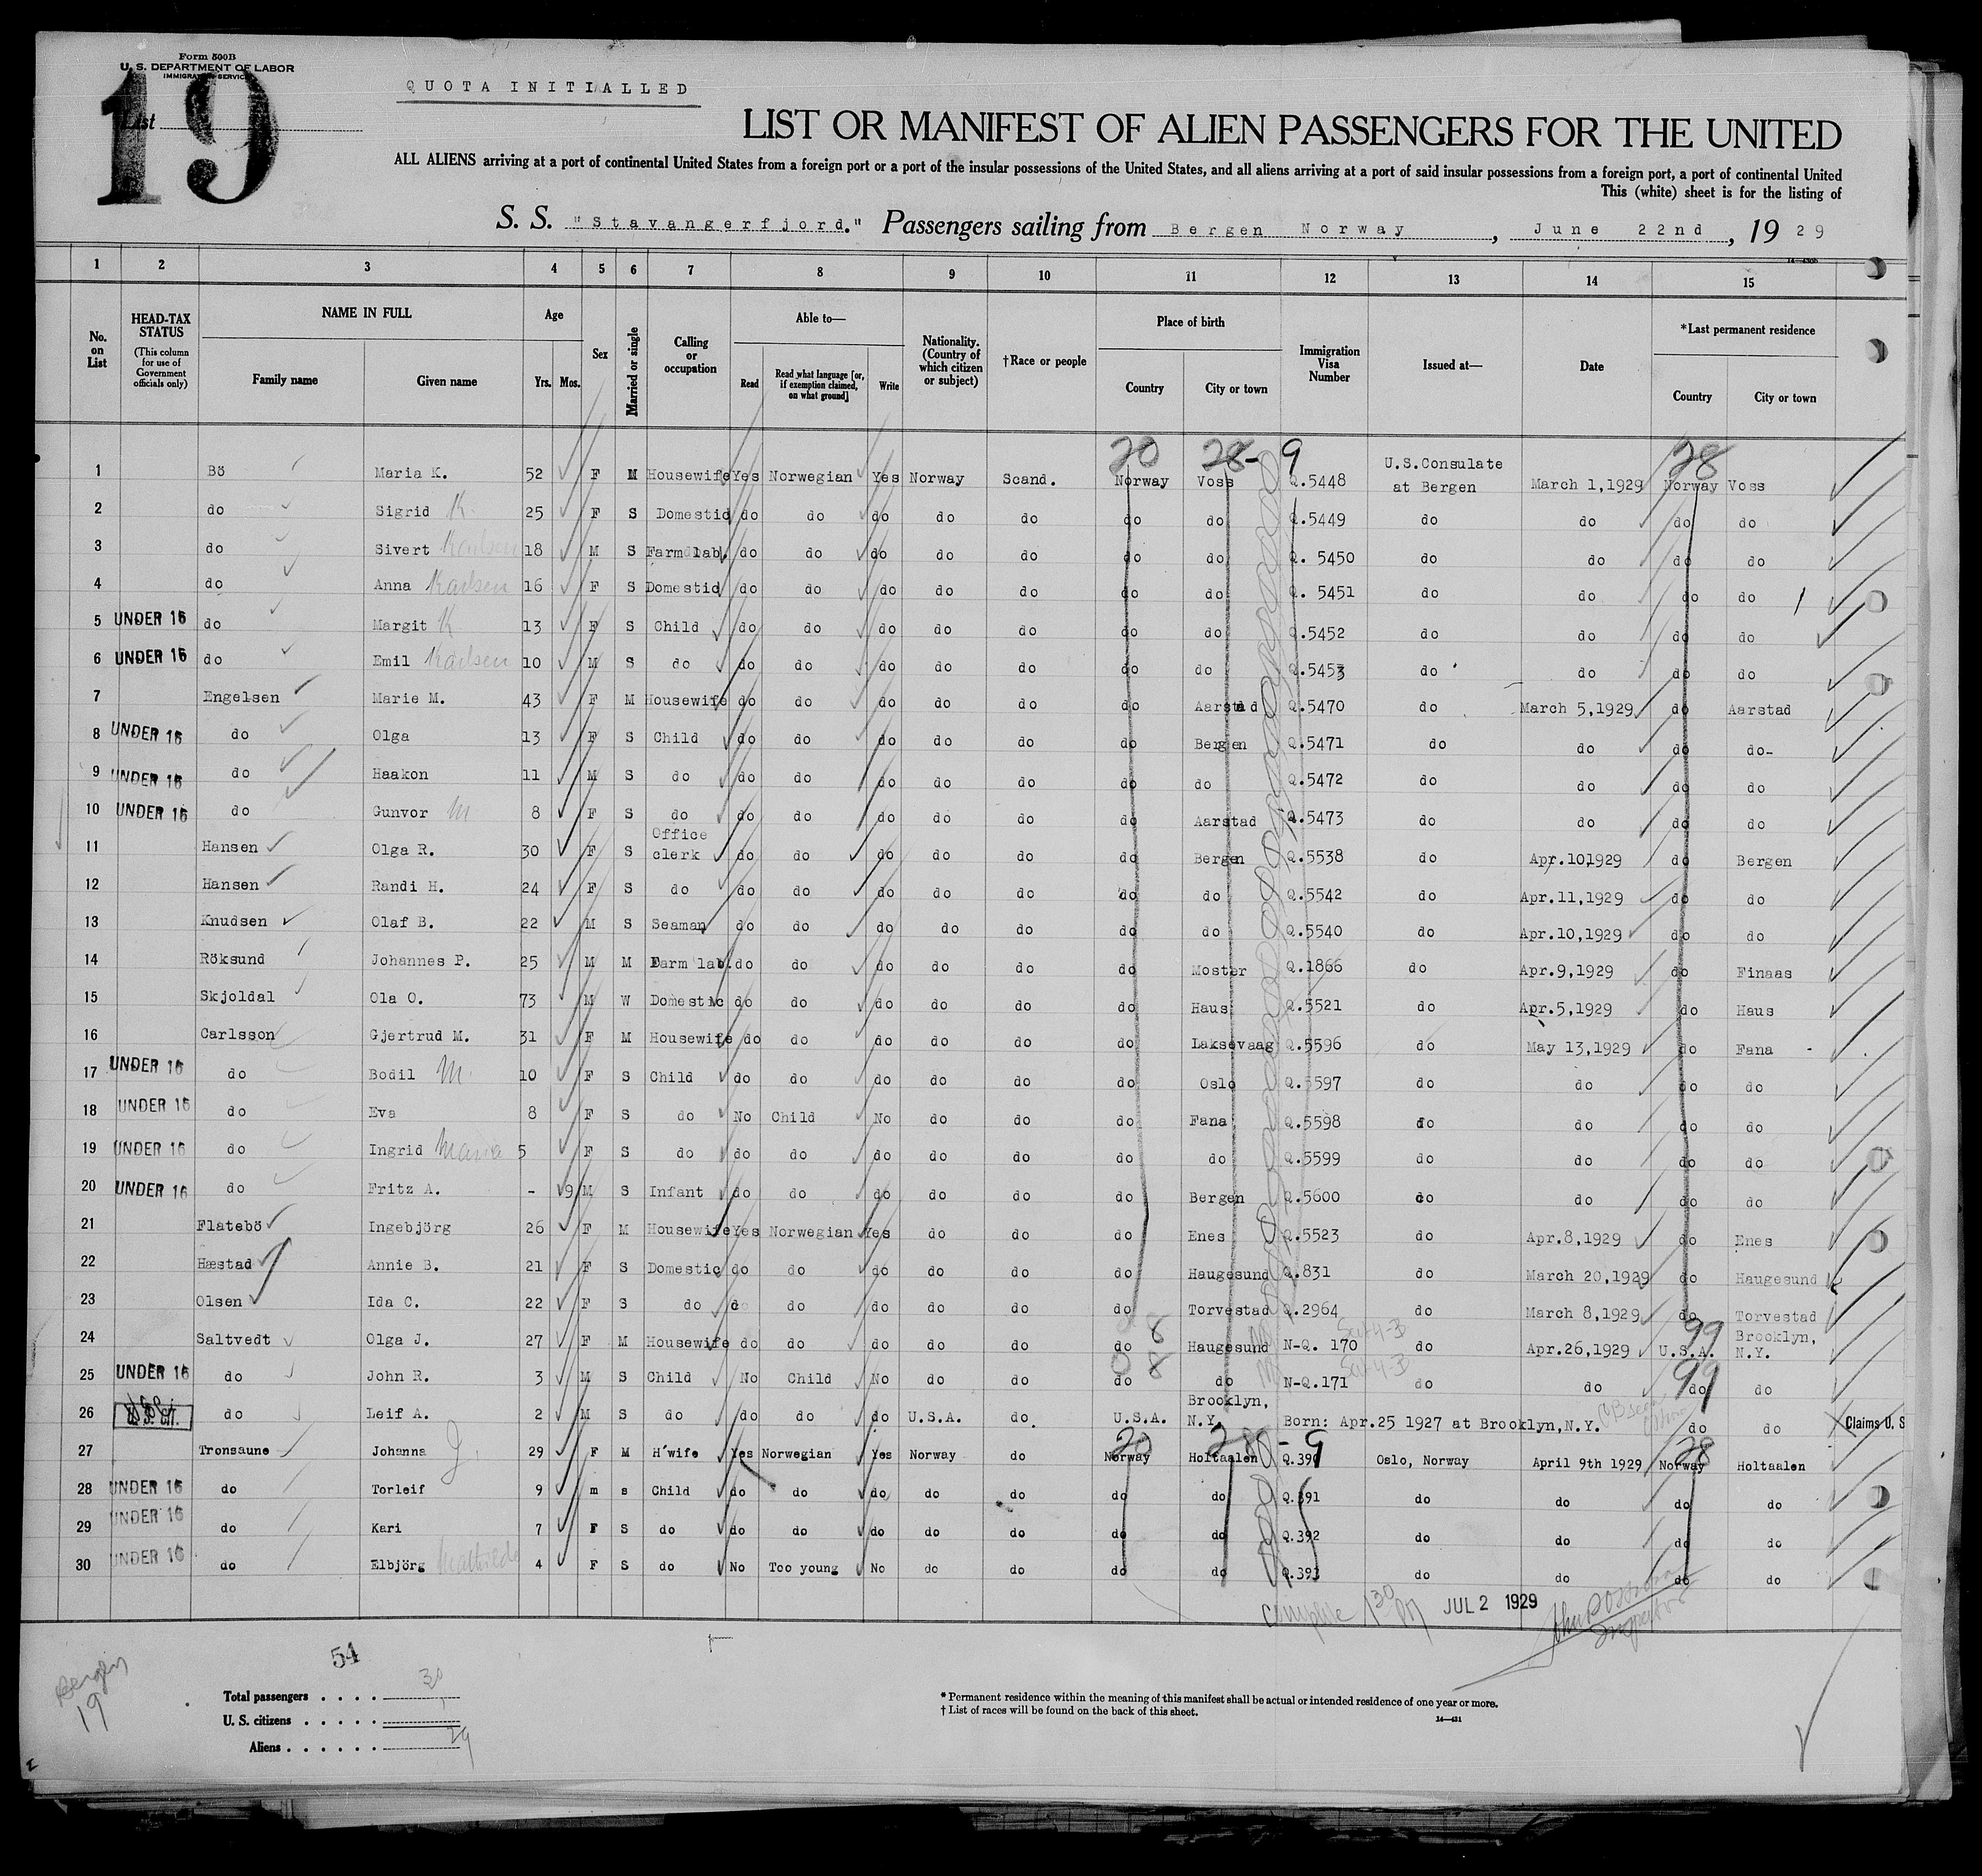 Form 500B
U. S. DEPARTMENT OF LABOR
IMMIGRATION SERVICE
19
List
QUOTA INITIALLED
LIST OR MANIFEST OF ALIEN PASSENGERS FOR THE UNITED
ALL ALIENS arriving at a port of continental United States from a foreign port or a port of the insular possessions of the United States, and all aliens arriving at a port of said insular possessions from a foreign port, a port of continental United
This (white) sheet is for the listing of
S. S. "Stavangerfjord." Passengers sailing from Bergen Norway, June 22nd, 1929
1 2 3 4 5 6 7 8 9 10 11 12 13 14 15
No. on List
HEAD-TAX STATUS (This column for use of Government officials only)
NAME IN FULL Family name Given name
Age Yrs. Mos.
Sex
Married or single
Calling or occupation
Able to— Read Read what language [or, if exemption claimed, on what ground] Write
Nationality. (Country of which citizen or subject)
†Race or people
Place of birth Country City or town
Immigration Visa Number
Issued at—
Date
*Last permanent residence Country City or town
20 28-9 28
1 Bö Maria K. 52 F M Housewife Yes Norwegian Yes Norway Scand. Norway Voss Q.5448 U.S.Consulate at Bergen March 1,1929 Norway Voss
2 do Sigrid K 25 F S Domestic do do do do do do do Q.5449 do do do do
3 do Sivert Karlsen 18 M S Farm lab. do do do do do do do Q. 5450 do do do do
4 do Anna Karlsen 16 F S Domestic do do do do do do do Q. 5451 do do do do
5 UNDER 16 do Margit K 13 F S Child do do do do do do do Q.5452 do do do do
6 UNDER 16 do Emil Karlsen 10 M S do do do do do do do do Q.5453 do do do do
7 Engelsen Marie M. 43 F M Housewife do do do do do do Aarstad Q.5470 do March 5,1929 do Aarstad
8 UNDER 16 do Olga 13 F S Child do do do do do do Bergen Q.5471 do do do do-
9 UNDER 16 do Haakon 11 M S do do do do do do do do Q.5472 do do do do
10 UNDER 16 do Gunvor M 8 F S do do do do do do do Aarstad Q.5473 do do do do
11 Hansen Olga R. 30 F S Office clerk do do do do do do Bergen Q.5538 do Apr.10,1929 do Bergen
12 Hansen Randi H. 24 F S do do do do do do do do Q.5542 do Apr.11,1929 do do
13 Knudsen Olaf B. 22 M S Seaman do do do do do do do Q.5540 do Apr.10,1929 do do
14 Röksund Johannes P. 25 M M Farm lab. do do do do do do Moster Q.1866 do Apr.9,1929 do Finaas
15 Skjoldal Ola O. 73 M W Domestic do do do do do do Haus Q.5521 do Apr.5,1929 do Haus
16 Carlsson Gjertrud M. 31 F M Housewife do do do do do do Laksevaag Q.5596 do May 13,1929 do Fana
17 UNDER 16 do Bodil M. 10 F S Child do do do do do do Oslo Q.5597 do do do do
18 UNDER 16 do Eva 8 F S do No Child No do do do Fana Q.5598 do do do do
19 UNDER 16 do Ingrid Maria 5 F S do do do do do do do do Q.5599 do do do do
20 UNDER 16 do Fritz A. - 9 M S Infant do do do do do do Bergen Q.5600 do do do do
21 Flatebö Ingebjörg 26 F M Housewife Yes Norwegian Yes do do do Enes Q.5523 do Apr.8,1929 do Enes
22 Hæstad Annie B. 21 F S Domestic do do do do do do Haugesund Q.831 do March 20,1929 do Haugesund
23 Olsen Ida C. 22 F S do do do do do do do Torvestad Q.2964 do March 8,1929 do Torvestad
24 Saltvedt Olga J. 27 F M Housewife do do do do do do 8 Haugesund N-Q. 170 Sec 4-B do Apr.26,1929 U.S.A. 99 Brooklyn, N.Y.
25 UNDER 16 do John R. 3 M S Child No Child No do do do 8 do N-Q.171 Sec 4-B do do do 99 do
26 U.S. CIT. do Leif A. 2 M S do do do do U.S.A. do. U.S.A. Brooklyn, N.Y. Born: Apr.25 1927 at Brooklyn,N.Y. do do Claims U. S
20 28-9 28
27 Tronsaune Johanna J. 29 F M H'wife Yes Norwegian Yes Norway do Norway Holtaalen Q.390 Oslo, Norway April 9th 1929 Norway Holtaalen
28 UNDER 16 do Torleif 9 m s Child do do do do do do do Q.391 do do do do
29 UNDER 16 do Kari 7 F S do do do do do do do do Q.392 do do do do
30 UNDER 16 do Elbjörg Mathilde 4 F S do No Too young No do do do do Q.393 do do do do
Complete 130 PM JUL 2 1929
Inspector
54
Bergen
19
Total passengers . . . . 30
U. S. citizens . . . . . 1
Aliens . . . . . . 29
* Permanent residence within the meaning of this manifest shall be actual or intended residence of one year or more.
† List of races will be found on the back of this sheet.
14—431